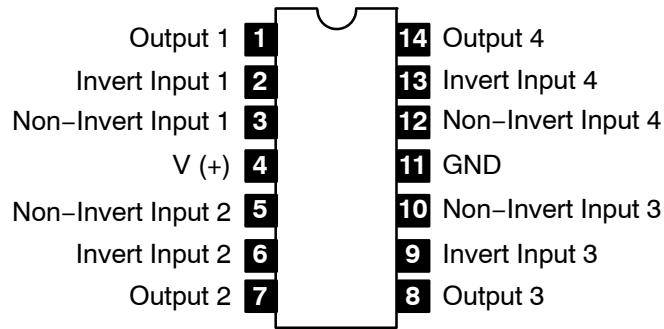 Output 1 1 14 Output 4
Invert Input 1 2 13 Invert Input 4
Non−Invert Input 1 3 12 Non−Invert Input 4
V (+) 4 11 GND
Non−Invert Input 2 5 10 Non−Invert Input 3
Invert Input 2 6 9 Invert Input 3
Output 2 7 8 Output 3